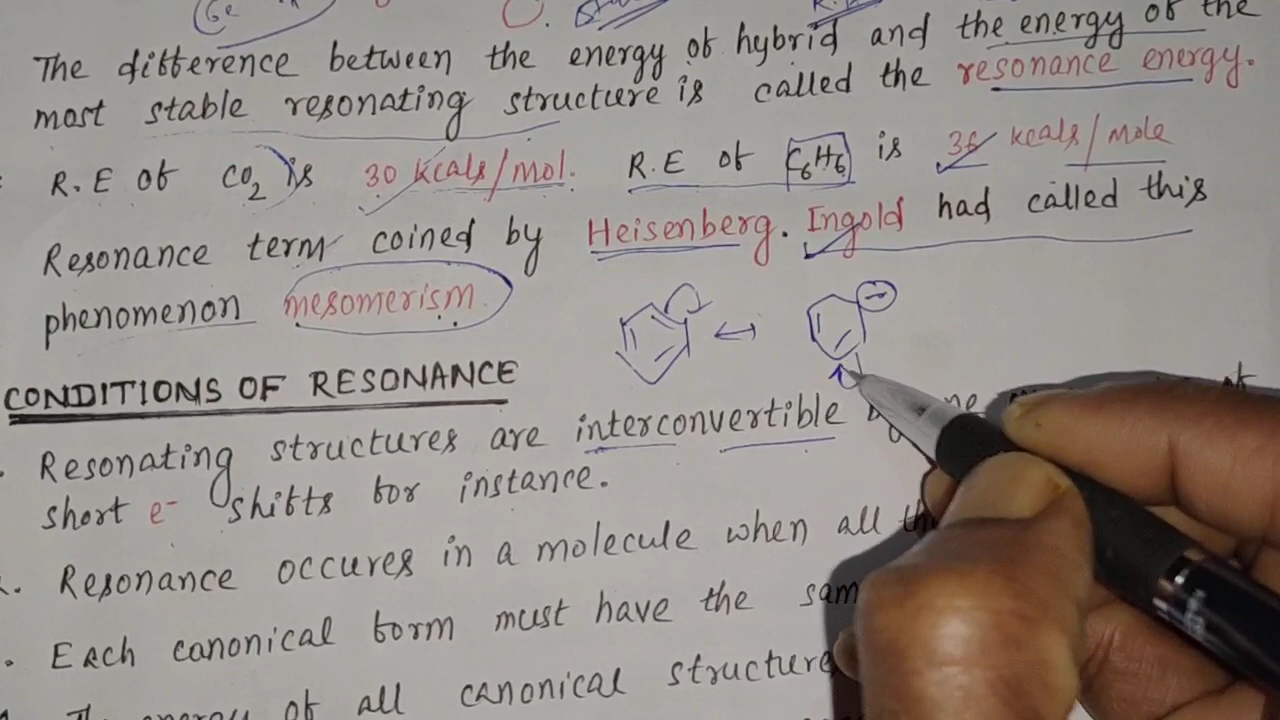 The difference between the energy of hybrid and the energy of the
most stable resonating structure is called the resonance energy.
R.E of CO2 is 30 kcals/mol. R.E of C6H6 is 36 kcals/mole
Resonance term coined by Heisenberg. Ingold had called this
phenomenon mesomerism
CONDITIONS OF RESONANCE
Resonating structures are interconvertible
short e- shifts for instance.
Resonance occures in a molecule when all
Each canonical form must have the
of all canonical structure